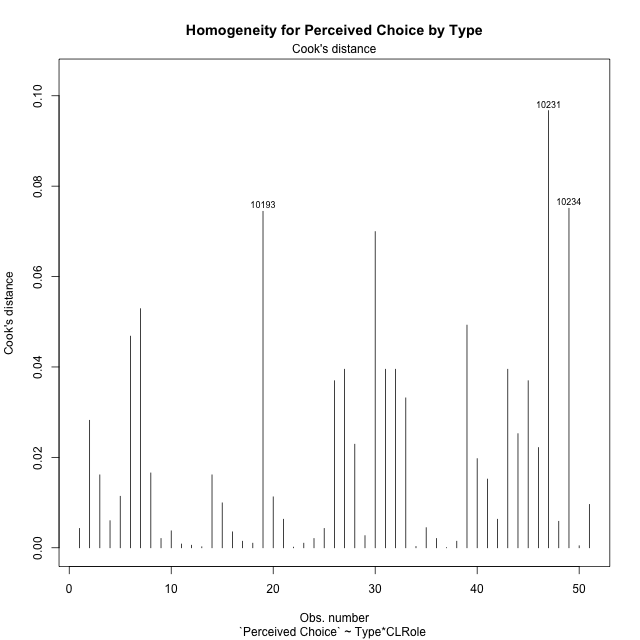 Homogeneity for Perceived Choice by Type
Cook's distance
10231
10193
10234
0.10
0.08
0.06
0.04
0.02
0.00
Cook's distance
0 10 20 30 40 50
Obs. number
`Perceived Choice` ~ Type*CLRole